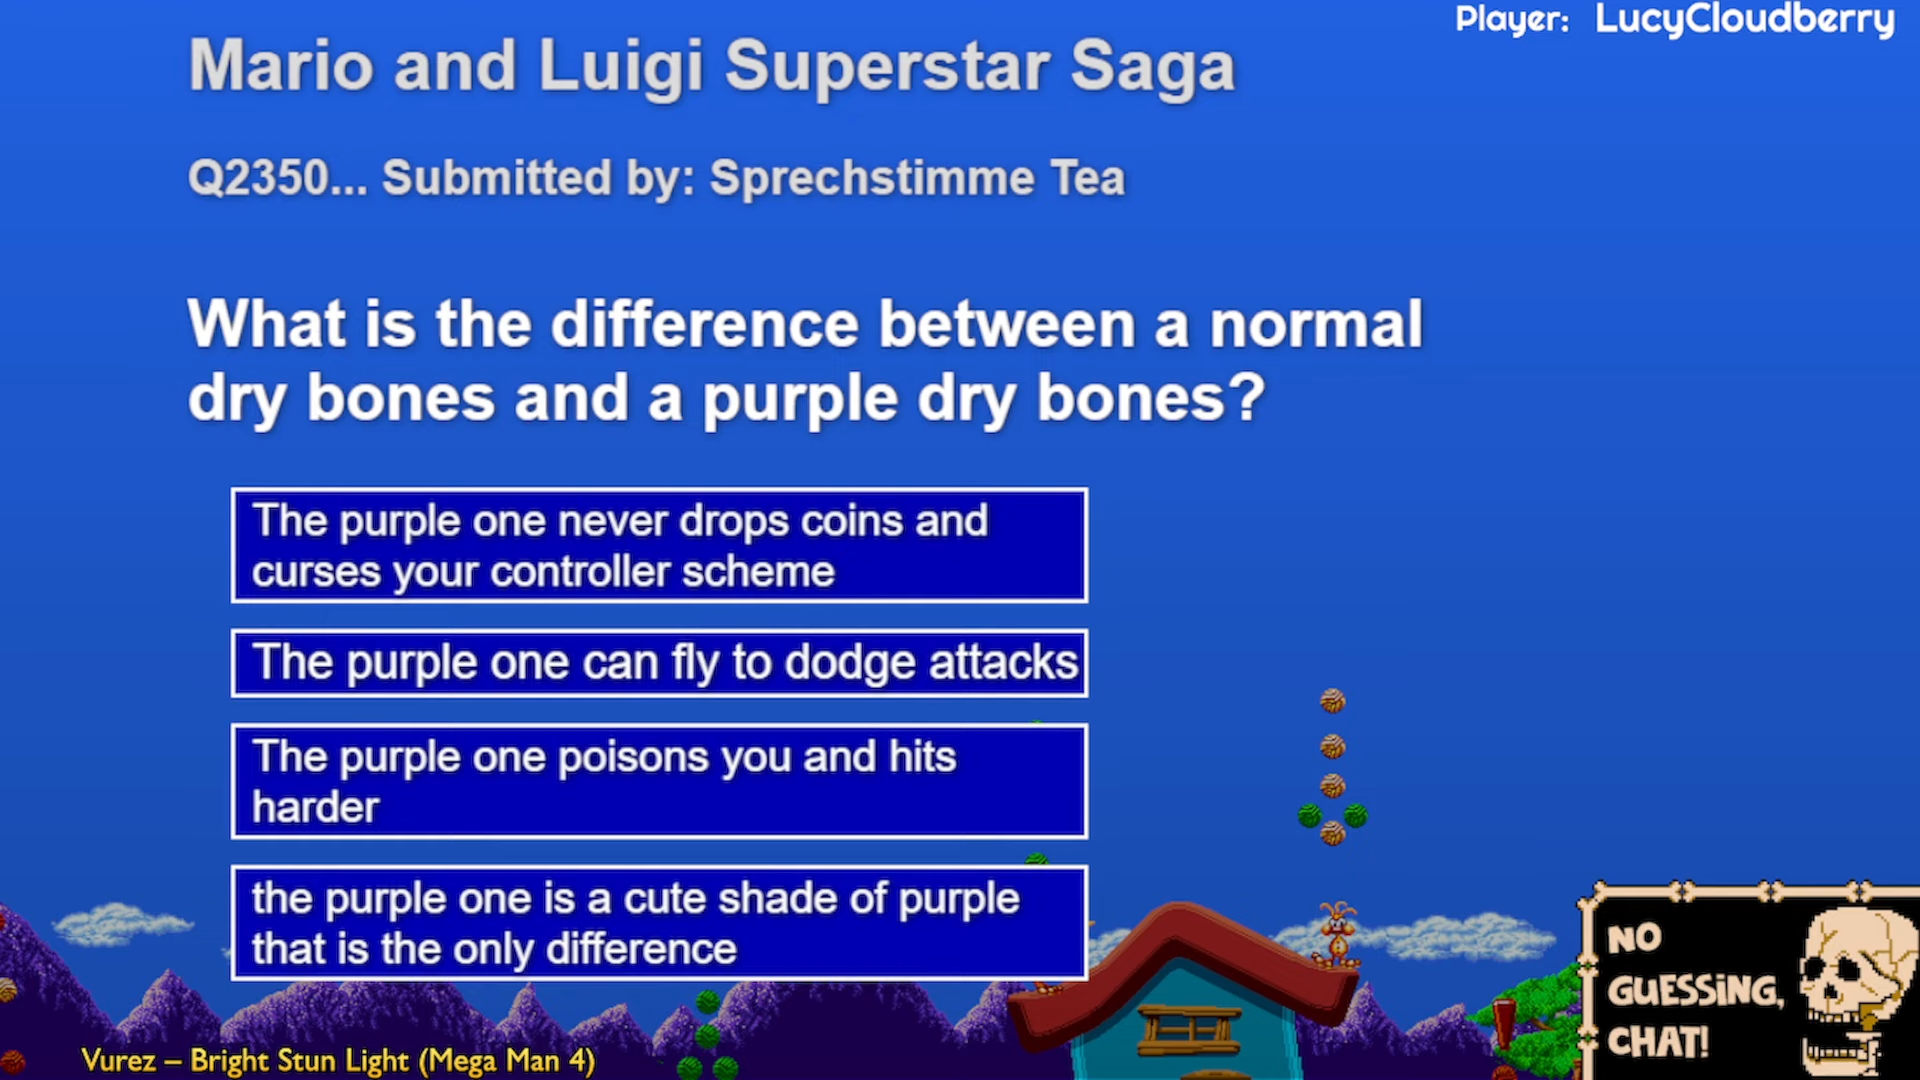 Player: LucyCloudberry
Mario and Luigi Superstar Saga
Q2350... Submitted by: Sprechstimme Tea
What is the difference between a normal
dry bones and a purple dry bones?
The purple one never drops coins and
curses your controller scheme
The purple one can fly to dodge attacks
The purple one poisons you and hits
harder
the purple one is a cute shade of purple
that is the only difference
NO
GUESSING,
CHAT!
Vurez – Bright Stun Light (Mega Man 4)